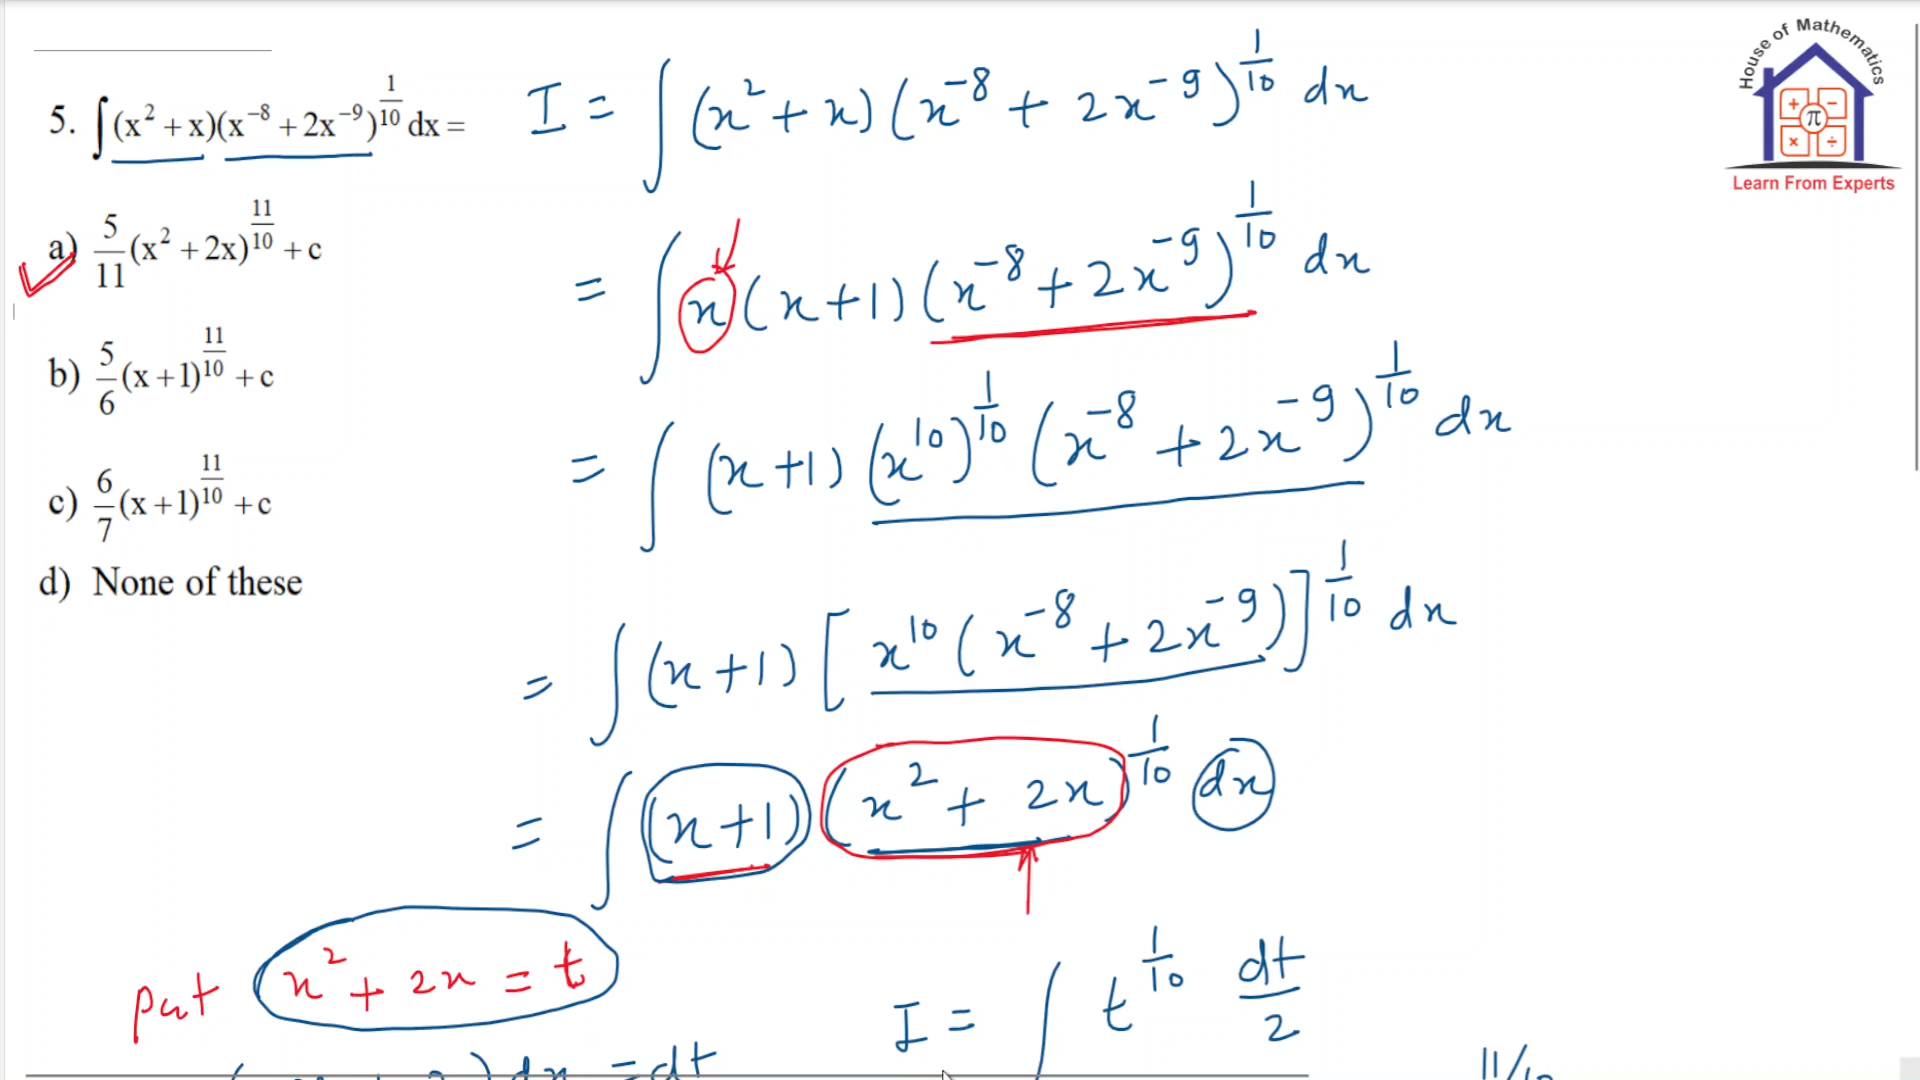 House of Mathematics
+ −
π
× ÷
Learn From Experts
5. ∫(x² + x)(x⁻⁸ + 2x⁻⁹)^(1/10) dx =
a) 5/11 (x² + 2x)^(11/10) + c
b) 5/6 (x + 1)^(11/10) + c
c) 6/7 (x + 1)^(11/10) + c
d) None of these
I = ∫ (x² + x) (x⁻⁸ + 2x⁻⁹)^(1/10) dx
= ∫ x (x + 1) (x⁻⁸ + 2x⁻⁹)^(1/10) dx
= ∫ (x + 1) (x¹⁰)^(1/10) (x⁻⁸ + 2x⁻⁹)^(1/10) dx
= ∫ (x + 1) [x¹⁰ (x⁻⁸ + 2x⁻⁹)]^(1/10) dx
= ∫ (x + 1) (x² + 2x)^(1/10) dx
put x² + 2x = t
I = ∫ t^(1/10) dt/2
) dx = dt